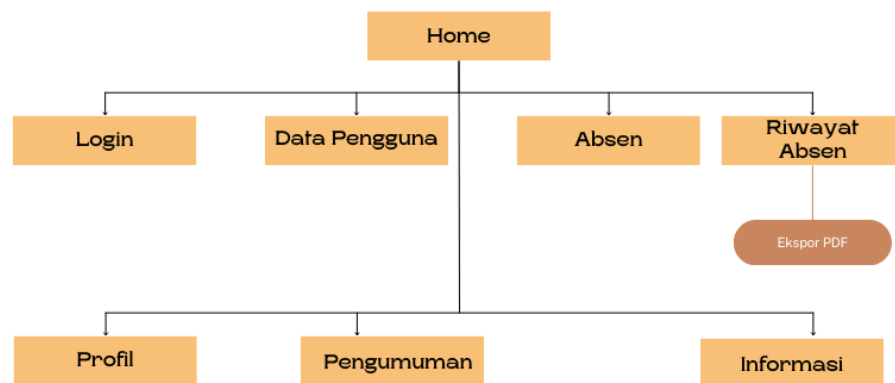 Home
Login
Data Pengguna
Absen
Riwayat
Absen
Ekspor PDF
Profil
Pengumuman
Informasi